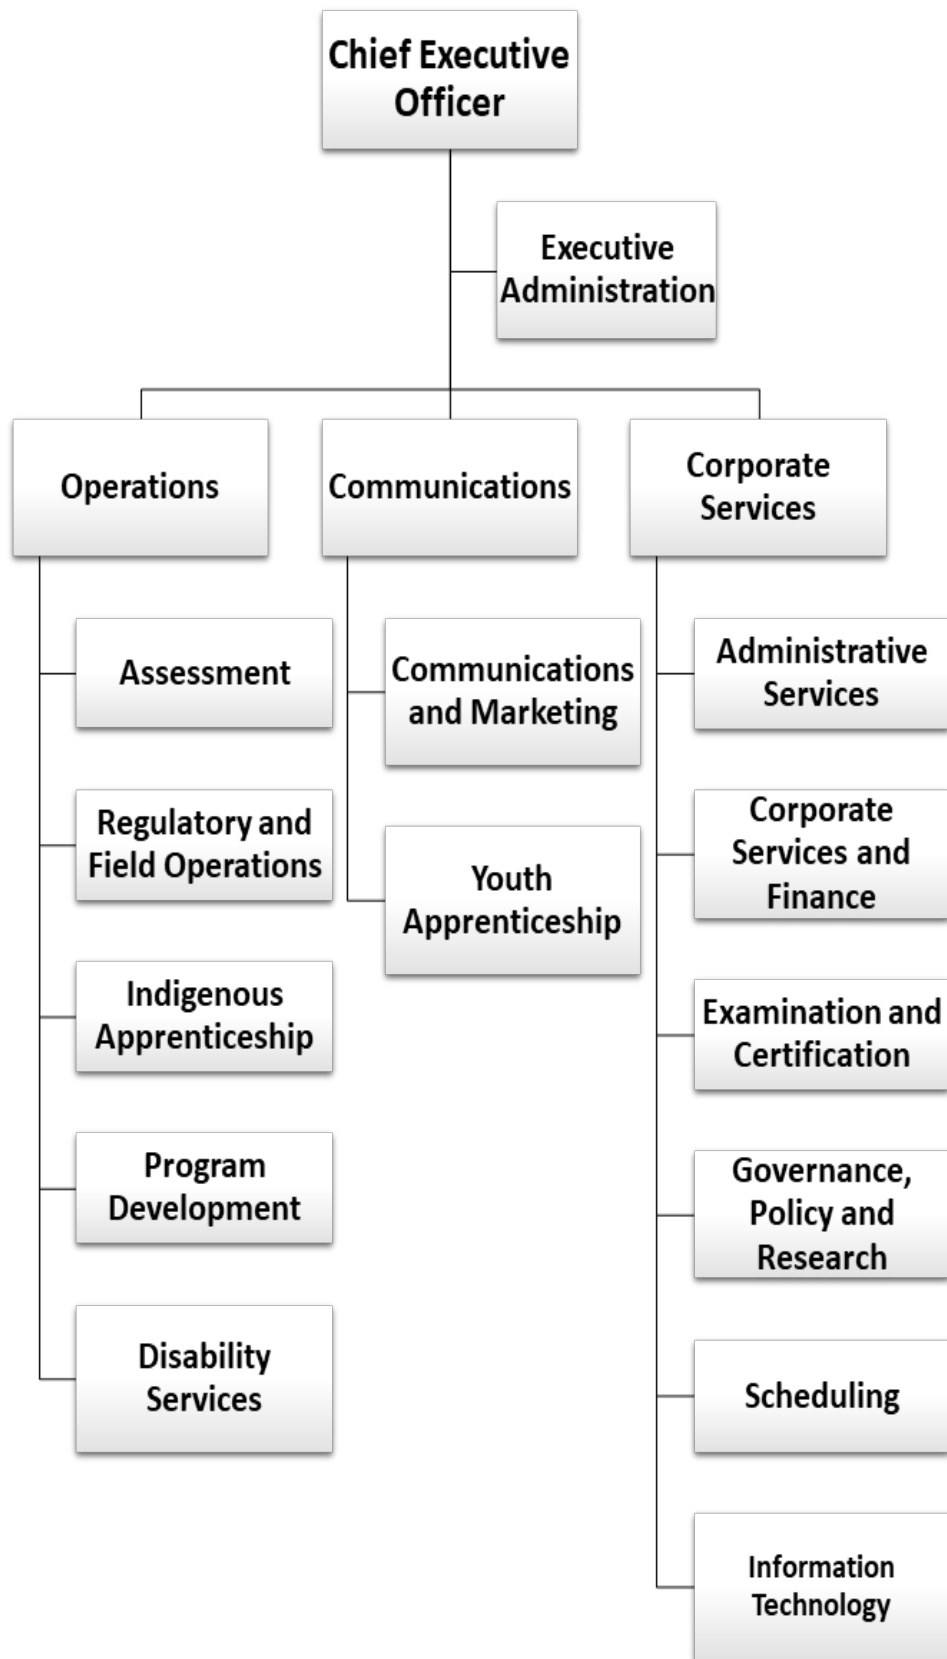 Chief Executive
Officer
Executive
Administration
Operations
Communications
Corporate
Services
Assessment
Regulatory and
Field Operations
Indigenous
Apprenticeship
Program
Development
Disability
Services
Communications
and Marketing
Youth
Apprenticeship
Administrative
Services
Corporate
Services and
Finance
Examination and
Certification
Governance,
Policy and
Research
Scheduling
Information
Technology